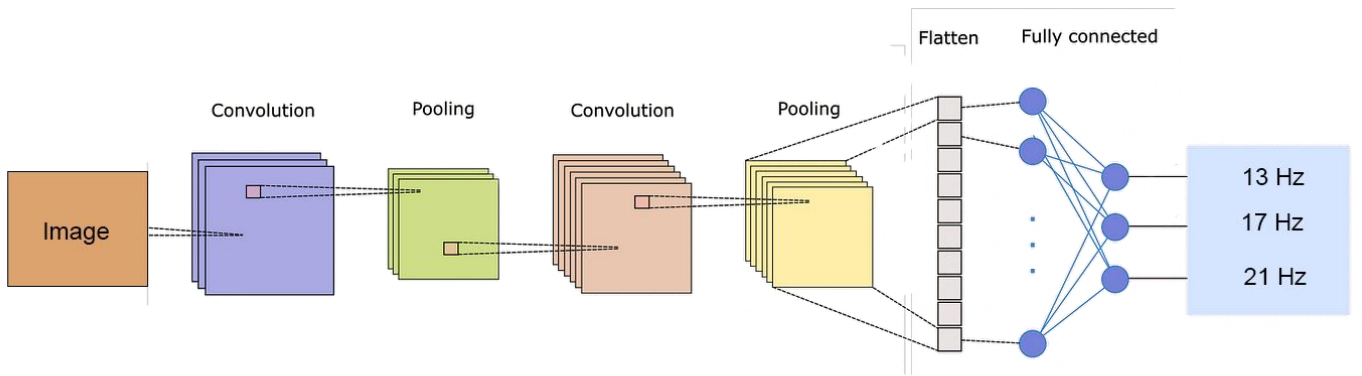 Flatten
Fully connected
Convolution
Pooling
Convolution
Pooling
Image
13 Hz
17 Hz
21 Hz